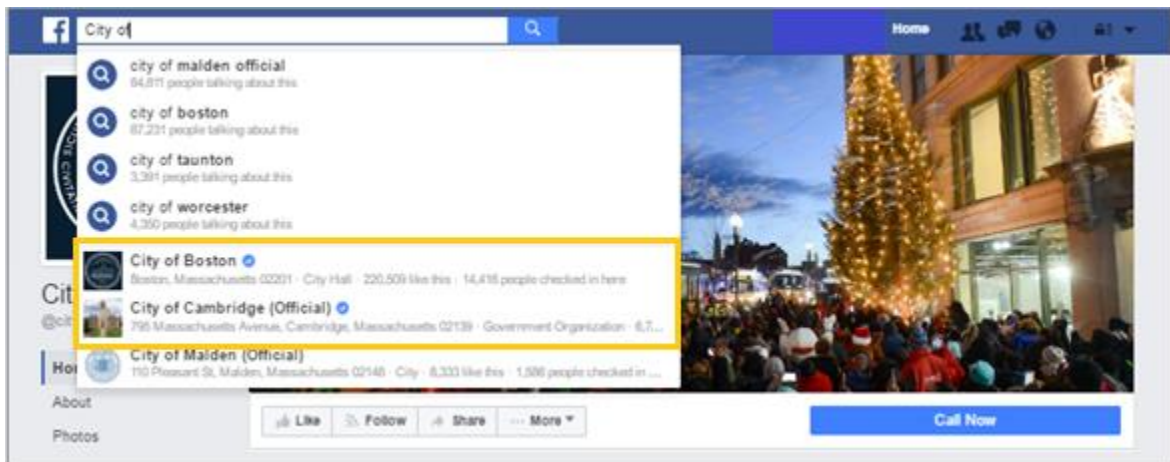 City of
Home
city of malden official
64,811 people talking about this
city of boston
87,231 people talking about this
city of taunton
3,391 people talking about this
city of worcester
4,350 people talking about this
City of Boston
Boston, Massachusetts 02201 · City Hall · 220,509 like this · 14,416 people checked in here
City of Cambridge (Official)
795 Massachusetts Avenue, Cambridge, Massachusetts 02139 · Government Organization · 6,7...
City of Malden (Official)
110 Pleasant St, Malden, Massachusetts 02148 · City · 8,333 like this · 1,586 people checked in ...
Cit
Ho
About
Photos
Like Follow Share ... More
Call Now